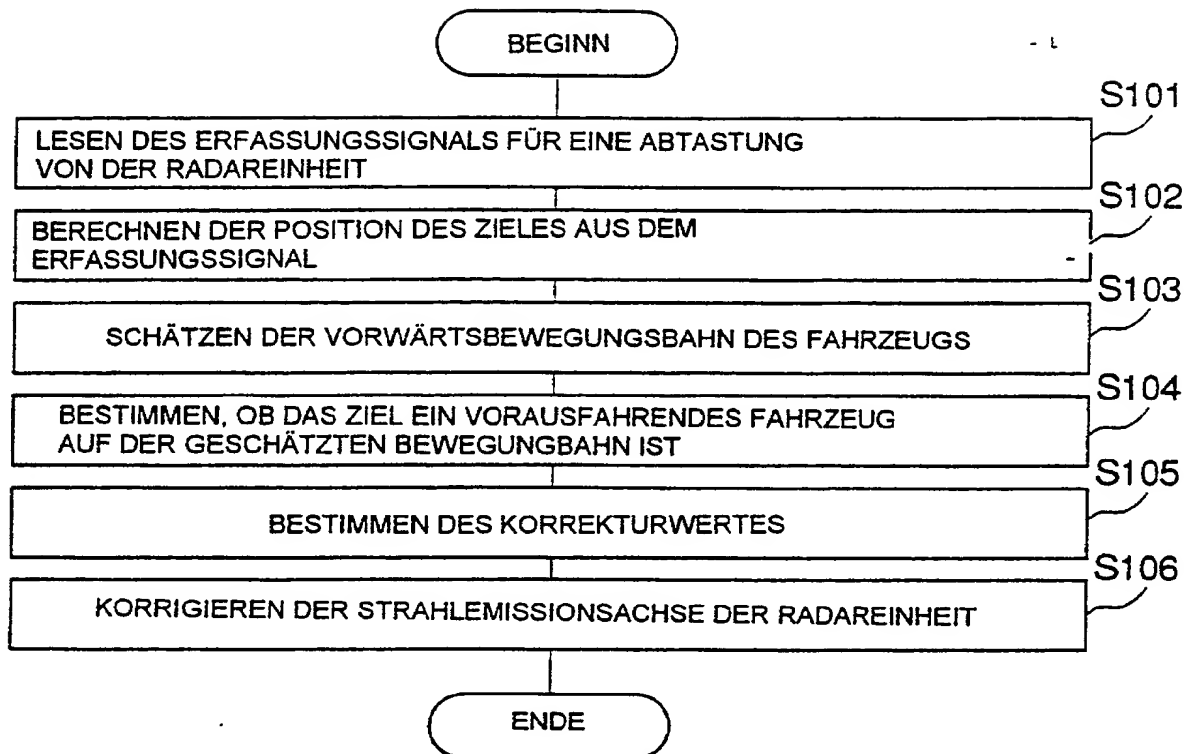 BEGINN
S101
LESEN DES ERFASSUNGSSIGNALS FÜR EINE ABTASTUNG
VON DER RADAREINHEIT
S102
BERECHNEN DER POSITION DES ZIELES AUS DEM
ERFASSUNGSSIGNAL
S103
SCHÄTZEN DER VORWÄRTSBEWEGUNGSBAHN DES FAHRZEUGS
S104
BESTIMMEN, OB DAS ZIEL EIN VORAUSFAHRENDES FAHRZEUG
AUF DER GESCHÄTZTEN BEWEGUNGBAHN IST
S105
BESTIMMEN DES KORREKTURWERTES
S106
KORRIGIEREN DER STRAHLEMISSIONSACHSE DER RADAREINHEIT
ENDE